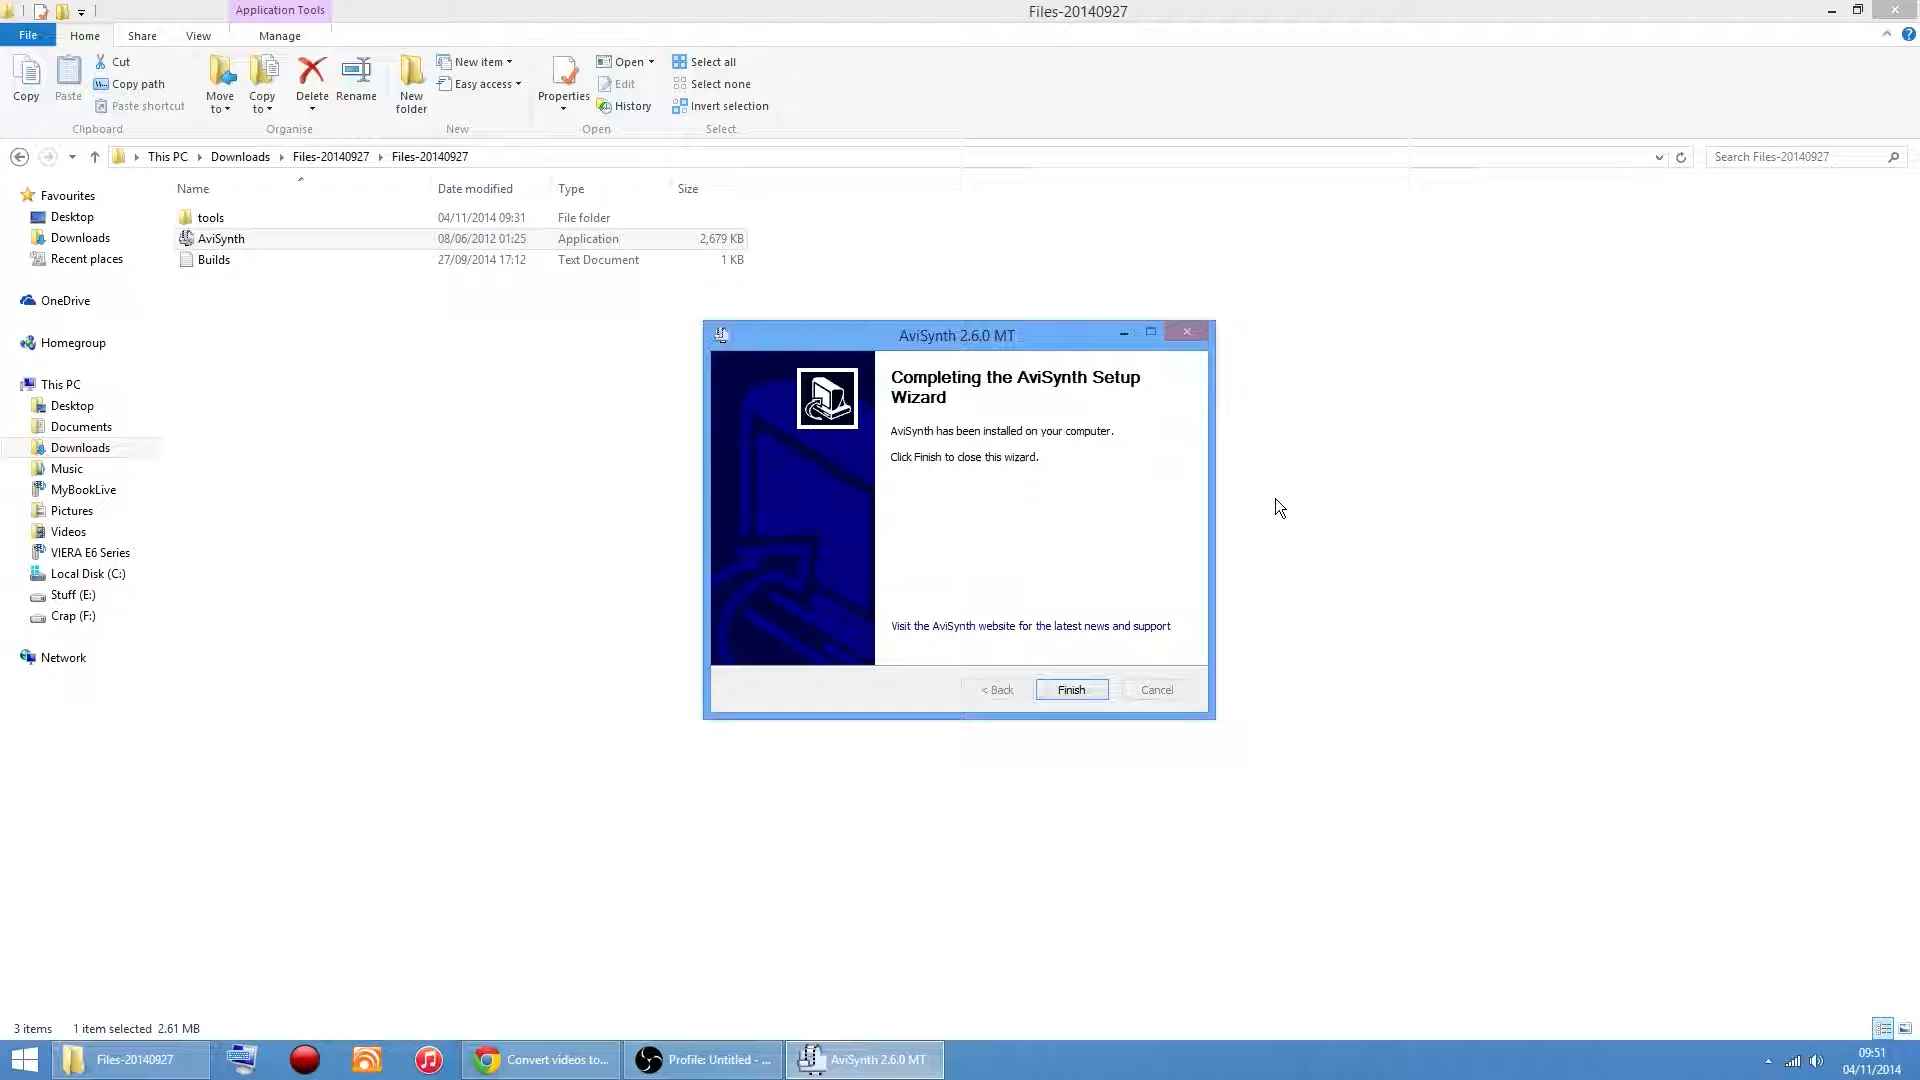 Application Tools
Files-20140927
File
Home
Share
View
Manage
Copy
Paste
Cut
Copy path
Paste shortcut
Clipboard
Move to
Copy to
Delete
Rename
Organise
New folder
New item
Easy access
New
Properties
Open
Edit
History
Open
Select all
Select none
Invert selection
Select
This PC
Downloads
Files-20140927
Files-20140927
Search Files-20140927
Name
Date modified
Type
Size
tools
04/11/2014 09:31
File folder
AviSynth
08/06/2012 01:25
Application
2,679 KB
Builds
27/09/2014 17:12
Text Document
1 KB
Favourites
Desktop
Downloads
Recent places
OneDrive
Homegroup
This PC
Desktop
Documents
Downloads
Music
MyBookLive
Pictures
Videos
VIERA E6 Series
Local Disk (C:)
Stuff (E:)
Crap (F:)
Network
AviSynth 2.6.0 MT
Completing the AviSynth Setup
Wizard
AviSynth has been installed on your computer.
Click Finish to close this wizard.
Visit the AviSynth website for the latest news and support
< Back
Finish
Cancel
3 items
1 item selected 2.61 MB
Files-20140927
Convert videos to...
Profile: Untitled - ...
AviSynth 2.6.0 MT
09:51
04/11/2014